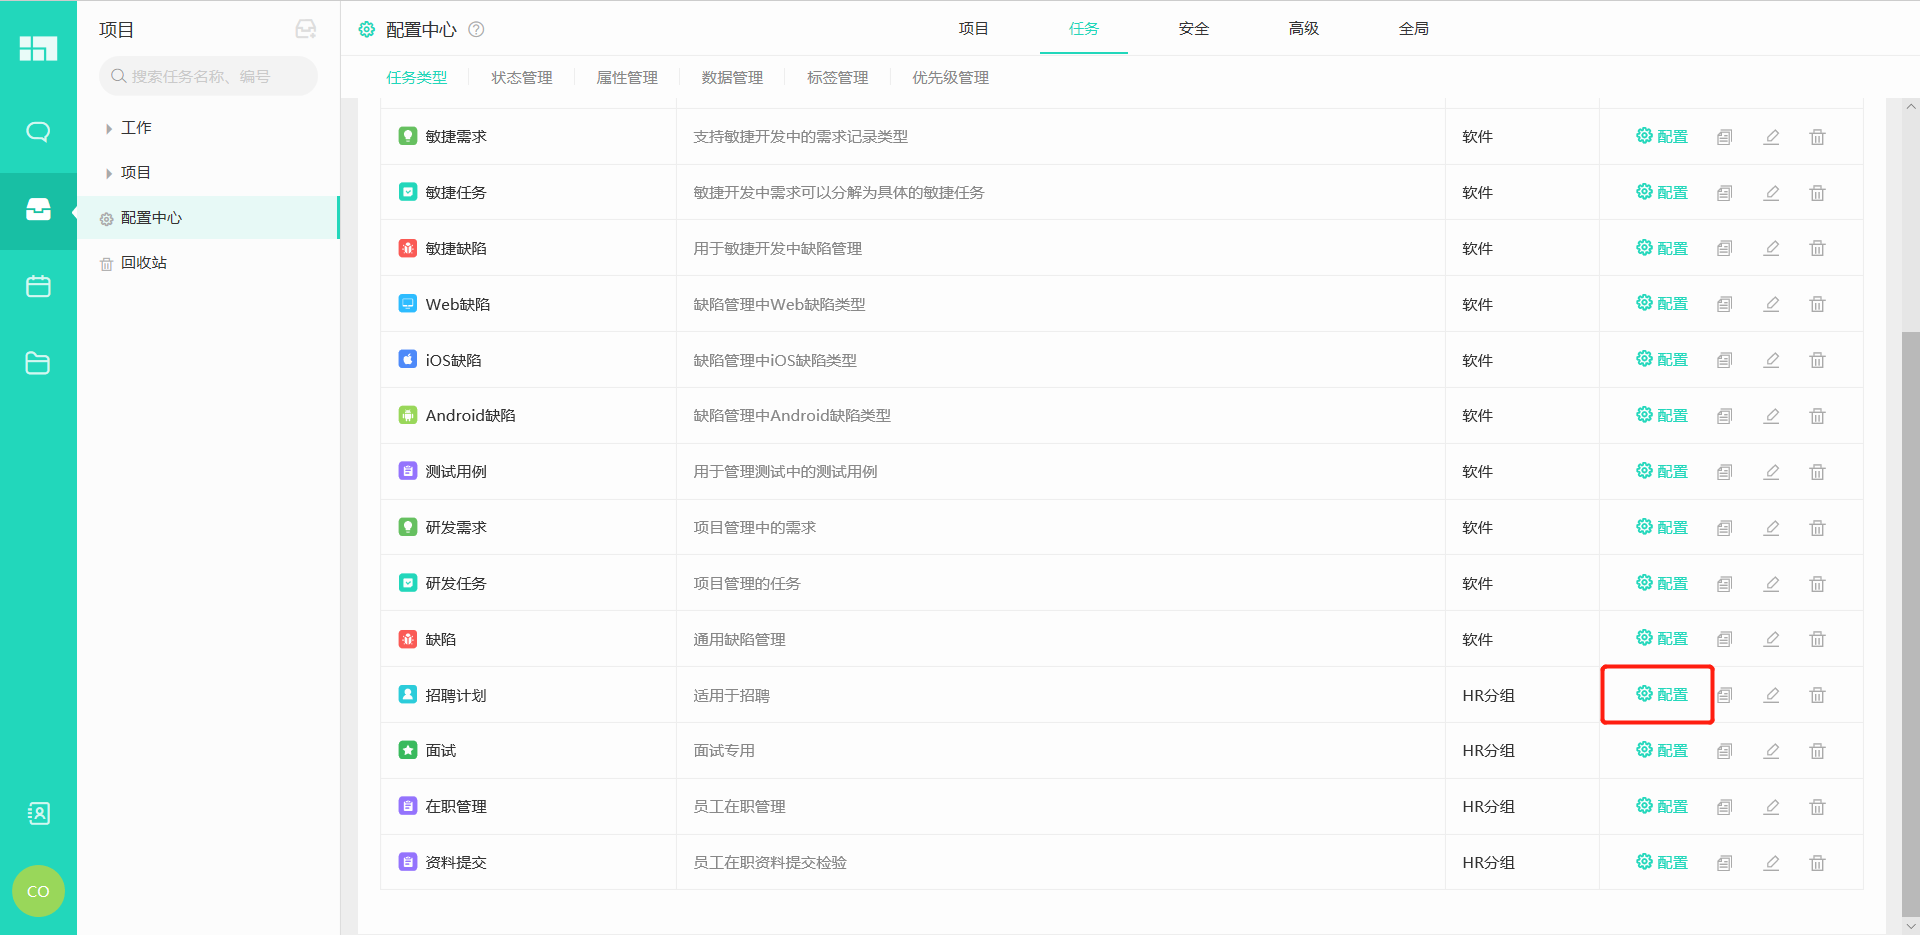 项目
搜索任务名称、编号
工作
项目
配置中心
回收站
CO
配置中心
项目 任务 安全 高级 全局
任务类型 状态管理 属性管理 数据管理 标签管理 优先级管理
敏捷需求 支持敏捷开发中的需求记录类型 软件 配置
敏捷任务 敏捷开发中需求可以分解为具体的敏捷任务 软件 配置
敏捷缺陷 用于敏捷开发中缺陷管理 软件 配置
Web缺陷 缺陷管理中Web缺陷类型 软件 配置
iOS缺陷 缺陷管理中iOS缺陷类型 软件 配置
Android缺陷 缺陷管理中Android缺陷类型 软件 配置
测试用例 用于管理测试中的测试用例 软件 配置
研发需求 项目管理中的需求 软件 配置
研发任务 项目管理的任务 软件 配置
缺陷 通用缺陷管理 软件 配置
招聘计划 适用于招聘 HR分组 配置
面试 面试专用 HR分组 配置
在职管理 员工在职管理 HR分组 配置
资料提交 员工在职资料提交检验 HR分组 配置